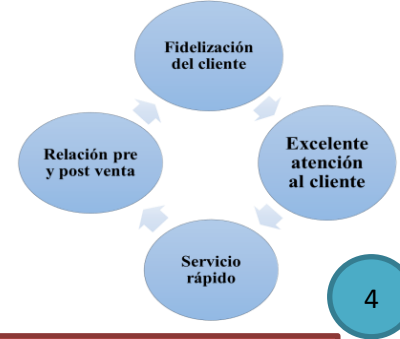 Fidelización
del cliente
Excelente
atención
al cliente
Servicio
rápido
Relación pre
y post venta
4